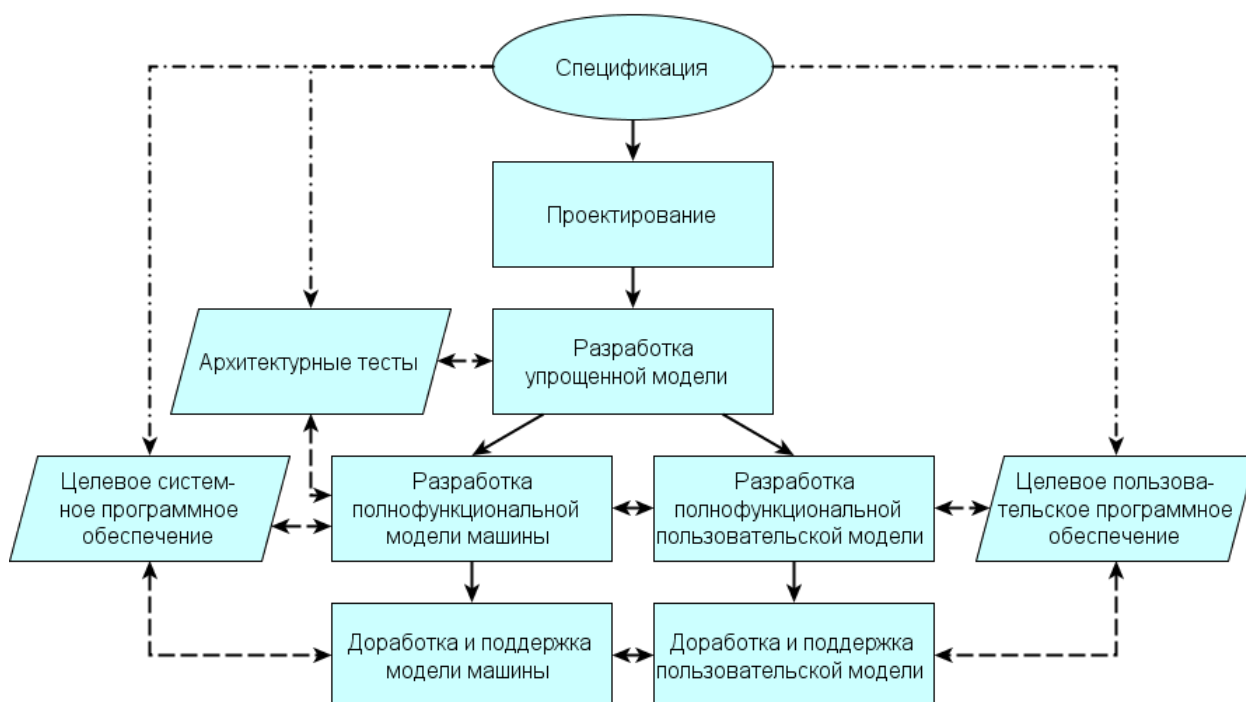 Спецификация
Проектирование
Архитектурные тесты
Разработка
упрощенной модели
Целевое систем-
ное программное
обеспечение
Разработка
полнофункциональной
модели машины
Разработка
полнофункциональной
пользовательской модели
Целевое пользова-
тельское программное
обеспечение
Доработка и поддержка
модели машины
Доработка и поддержка
пользовательской модели